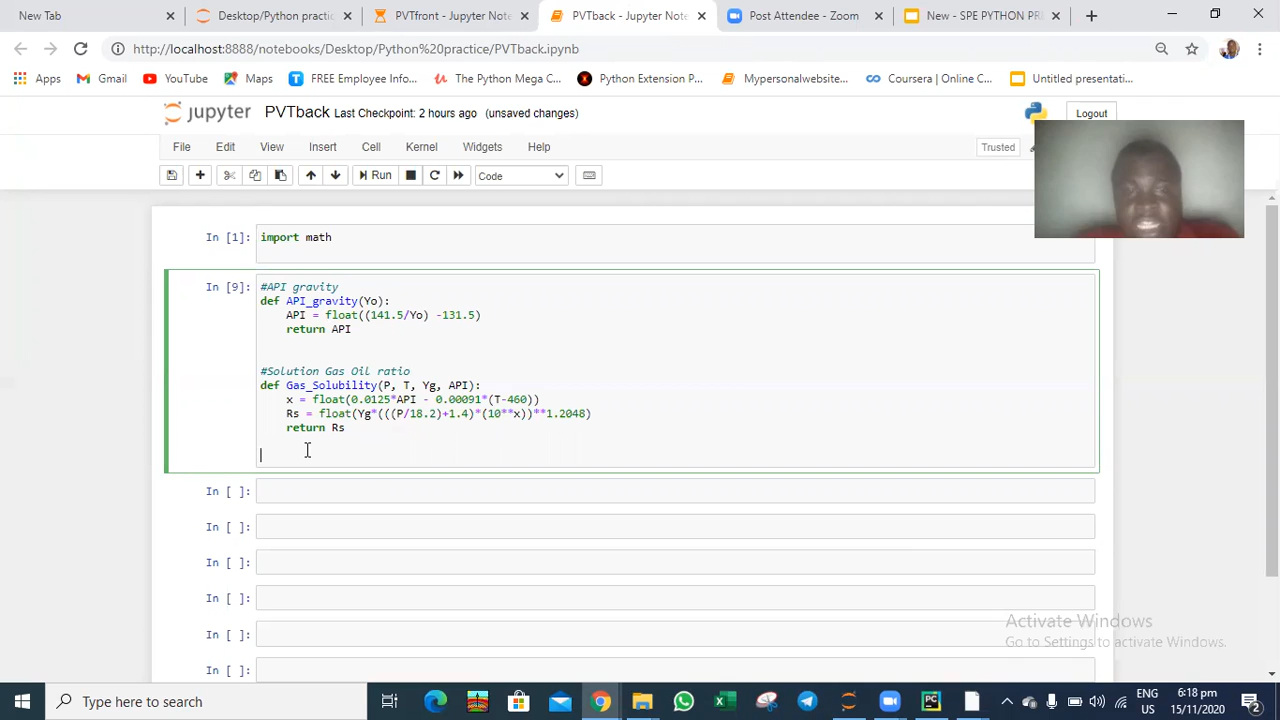 New Tab
Desktop/Python practic
PVTfront - Jupyter Note
PVTback - Jupyter Note
Post Attendee - Zoom
New - SPE PYTHON PR
http://localhost:8888/notebooks/Desktop/Python%20practice/PVTback.ipynb
Apps
Gmail
YouTube
Maps
FREE Employee Info...
The Python Mega C...
Python Extension P...
Mypersonalwebsite...
Coursera | Online C...
Untitled presentati...
jupyter PVTback Last Checkpoint: 2 hours ago (unsaved changes)
Logout
File Edit View Insert Cell Kernel Widgets Help
Trusted
Run
Code
In [1]: import math
In [9]: #API gravity
def API_gravity(Yo):
API = float((141.5/Yo) -131.5)
return API
#Solution Gas Oil ratio
def Gas_Solubility(P, T, Yg, API):
x = float(0.0125*API - 0.00091*(T-460))
Rs = float(Yg*(((P/18.2)+1.4)*(10**x))**1.2048)
return Rs
In [ ]:
In [ ]:
In [ ]:
In [ ]:
In [ ]:
In [ ]:
Activate Windows
Go to Settings to activate Windows.
Type here to search
ENG
US
6:18 pm
15/11/2020
2